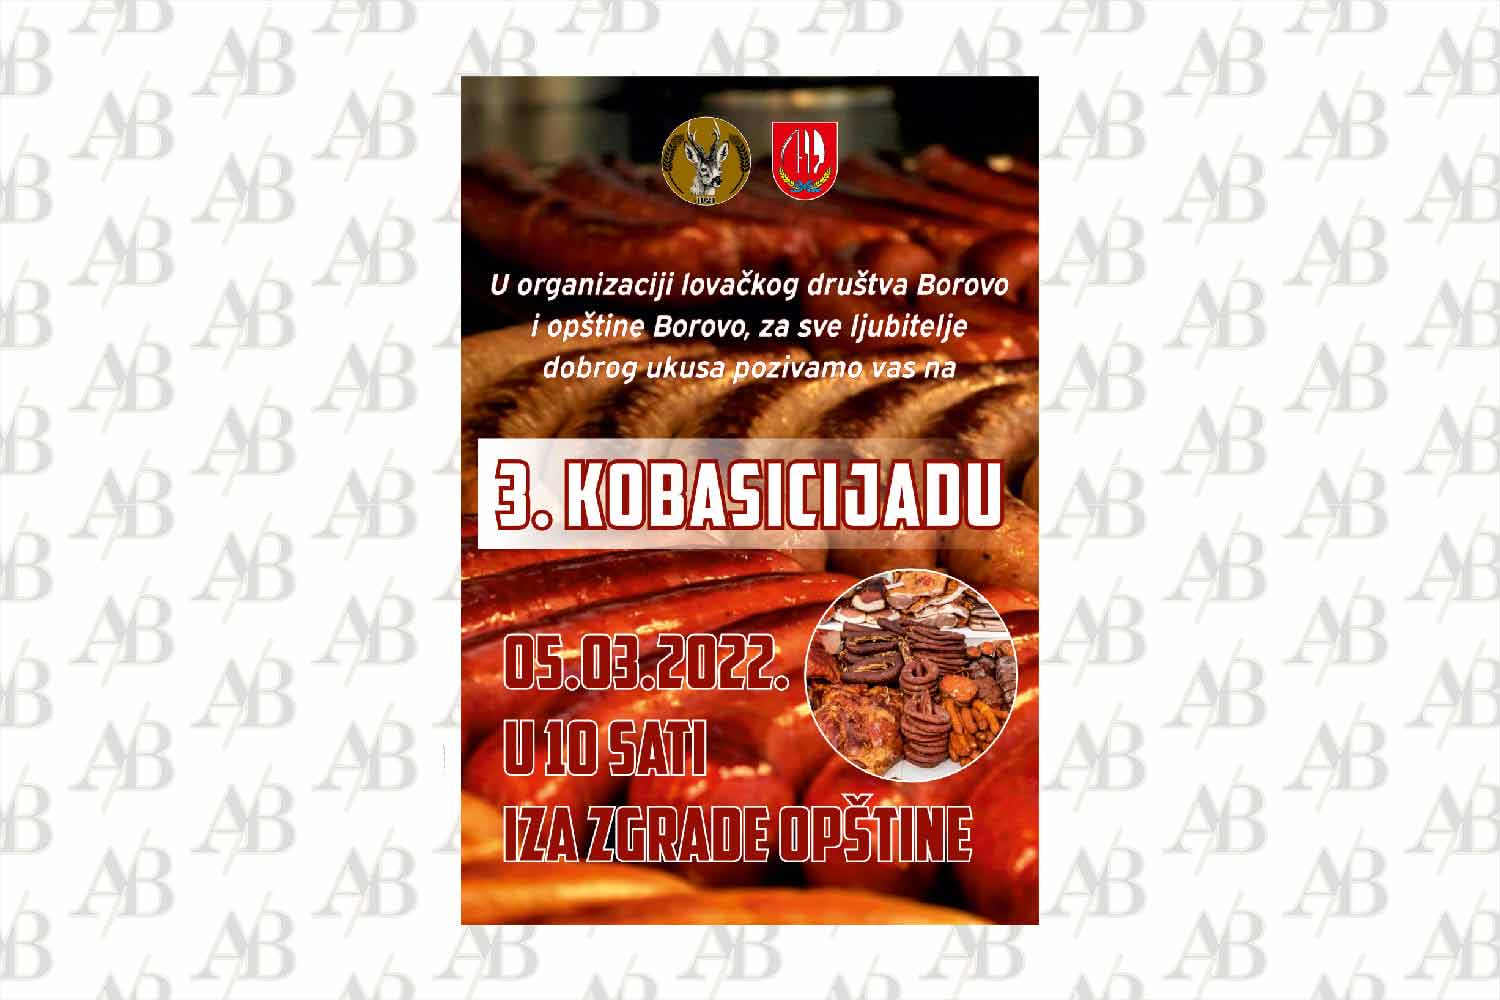 U organizaciji lovačkog društva Borovo
i opštine Borovo, za sve ljubitelje
dobrog ukusa pozivamo vas na
3. KOBASICIJADU
05.03.2022.
U 10 SATI
IZA ZGRADE OPŠTINE